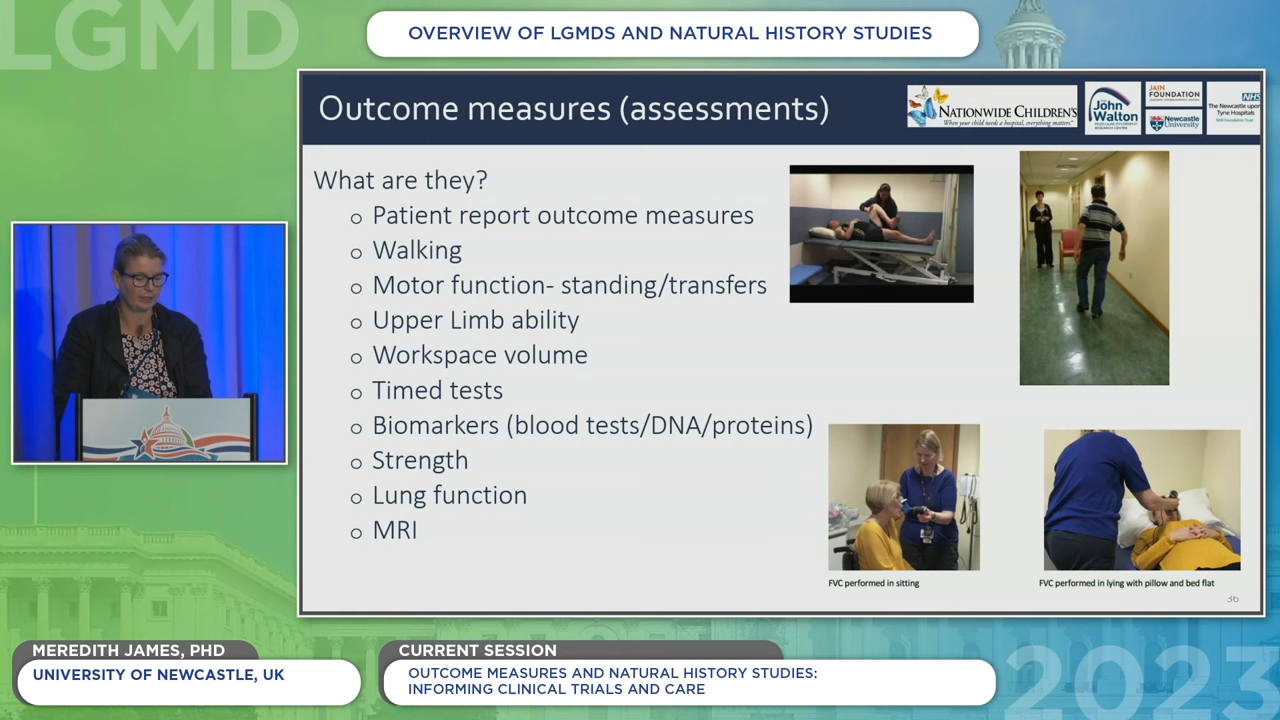 LGMD
OVERVIEW OF LGMDS AND NATURAL HISTORY STUDIES
Outcome measures (assessments)
NATIONWIDE CHILDREN'S
When your child needs a hospital, everything matters.
John
Walton
JAIN
FOUNDATION
Newcastle
University
NHS
The Newcastle upon
Tyne Hospitals
What are they?
o Patient report outcome measures
o Walking
o Motor function- standing/transfers
o Upper Limb ability
o Workspace volume
o Timed tests
o Biomarkers (blood tests/DNA/proteins)
o Strength
o Lung function
o MRI
FVC performed in sitting
FVC performed in lying with pillow and bed flat
36
MEREDITH JAMES, PHD
UNIVERSITY OF NEWCASTLE, UK
CURRENT SESSION
OUTCOME MEASURES AND NATURAL HISTORY STUDIES:
INFORMING CLINICAL TRIALS AND CARE
2023